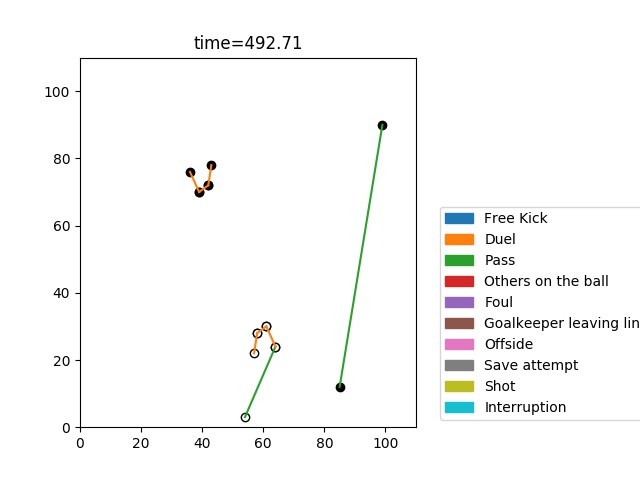 time=492.71
100
80
60
40
20
0
0 20 40 60 80 100
Free Kick
Duel
Pass
Others on the ball
Foul
Goalkeeper leaving lin
Offside
Save attempt
Shot
Interruption